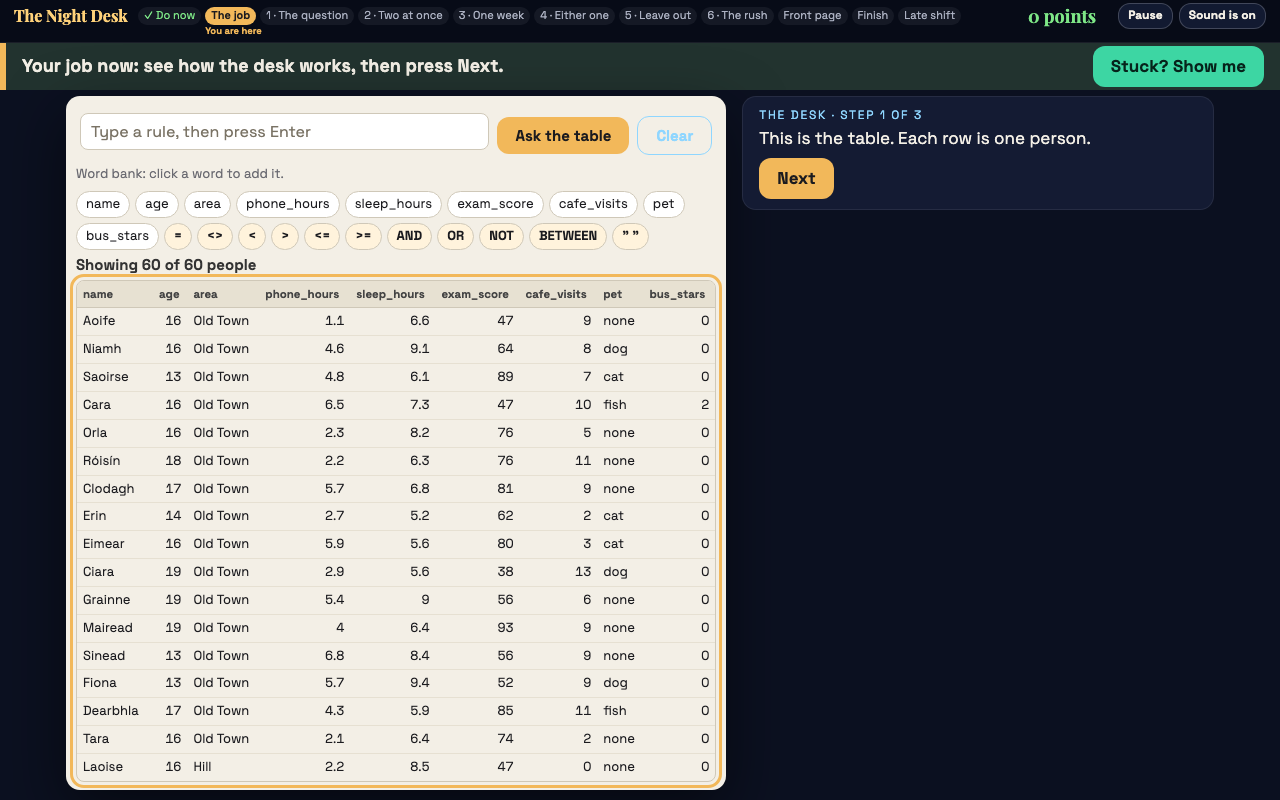 The Night Desk ✓ Do now The job 1 · The question 2 · Two at once 3 · One week 4 · Either one 5 · Leave out 6 · The rush Front page Finish Late shift 0 points Pause Sound is on
You are here
Your job now: see how the desk works, then press Next. Stuck? Show me
Type a rule, then press Enter Ask the table Clear
Word bank: click a word to add it.
name age area phone_hours sleep_hours exam_score cafe_visits pet
bus_stars = <> < > <= >= AND OR NOT BETWEEN " "
Showing 60 of 60 people
name age area phone_hours sleep_hours exam_score cafe_visits pet bus_stars
Aoife 16 Old Town 1.1 6.6 47 9 none 0
Niamh 16 Old Town 4.6 9.1 64 8 dog 0
Saoirse 13 Old Town 4.8 6.1 89 7 cat 0
Cara 16 Old Town 6.5 7.3 47 10 fish 2
Orla 16 Old Town 2.3 8.2 76 5 none 0
Róisín 18 Old Town 2.2 6.3 76 11 none 0
Clodagh 17 Old Town 5.7 6.8 81 9 none 0
Erin 14 Old Town 2.7 5.2 62 2 cat 0
Eimear 16 Old Town 5.9 5.6 80 3 cat 0
Ciara 19 Old Town 2.9 5.6 38 13 dog 0
Grainne 19 Old Town 5.4 9 56 6 none 0
Mairead 19 Old Town 4 6.4 93 9 none 0
Sinead 13 Old Town 6.8 8.4 56 9 none 0
Fiona 13 Old Town 5.7 9.4 52 9 dog 0
Dearbhla 17 Old Town 4.3 5.9 85 11 fish 0
Tara 16 Old Town 2.1 6.4 74 2 none 0
Laoise 16 Hill 2.2 8.5 47 0 none 0
THE DESK · STEP 1 OF 3
This is the table. Each row is one person.
Next